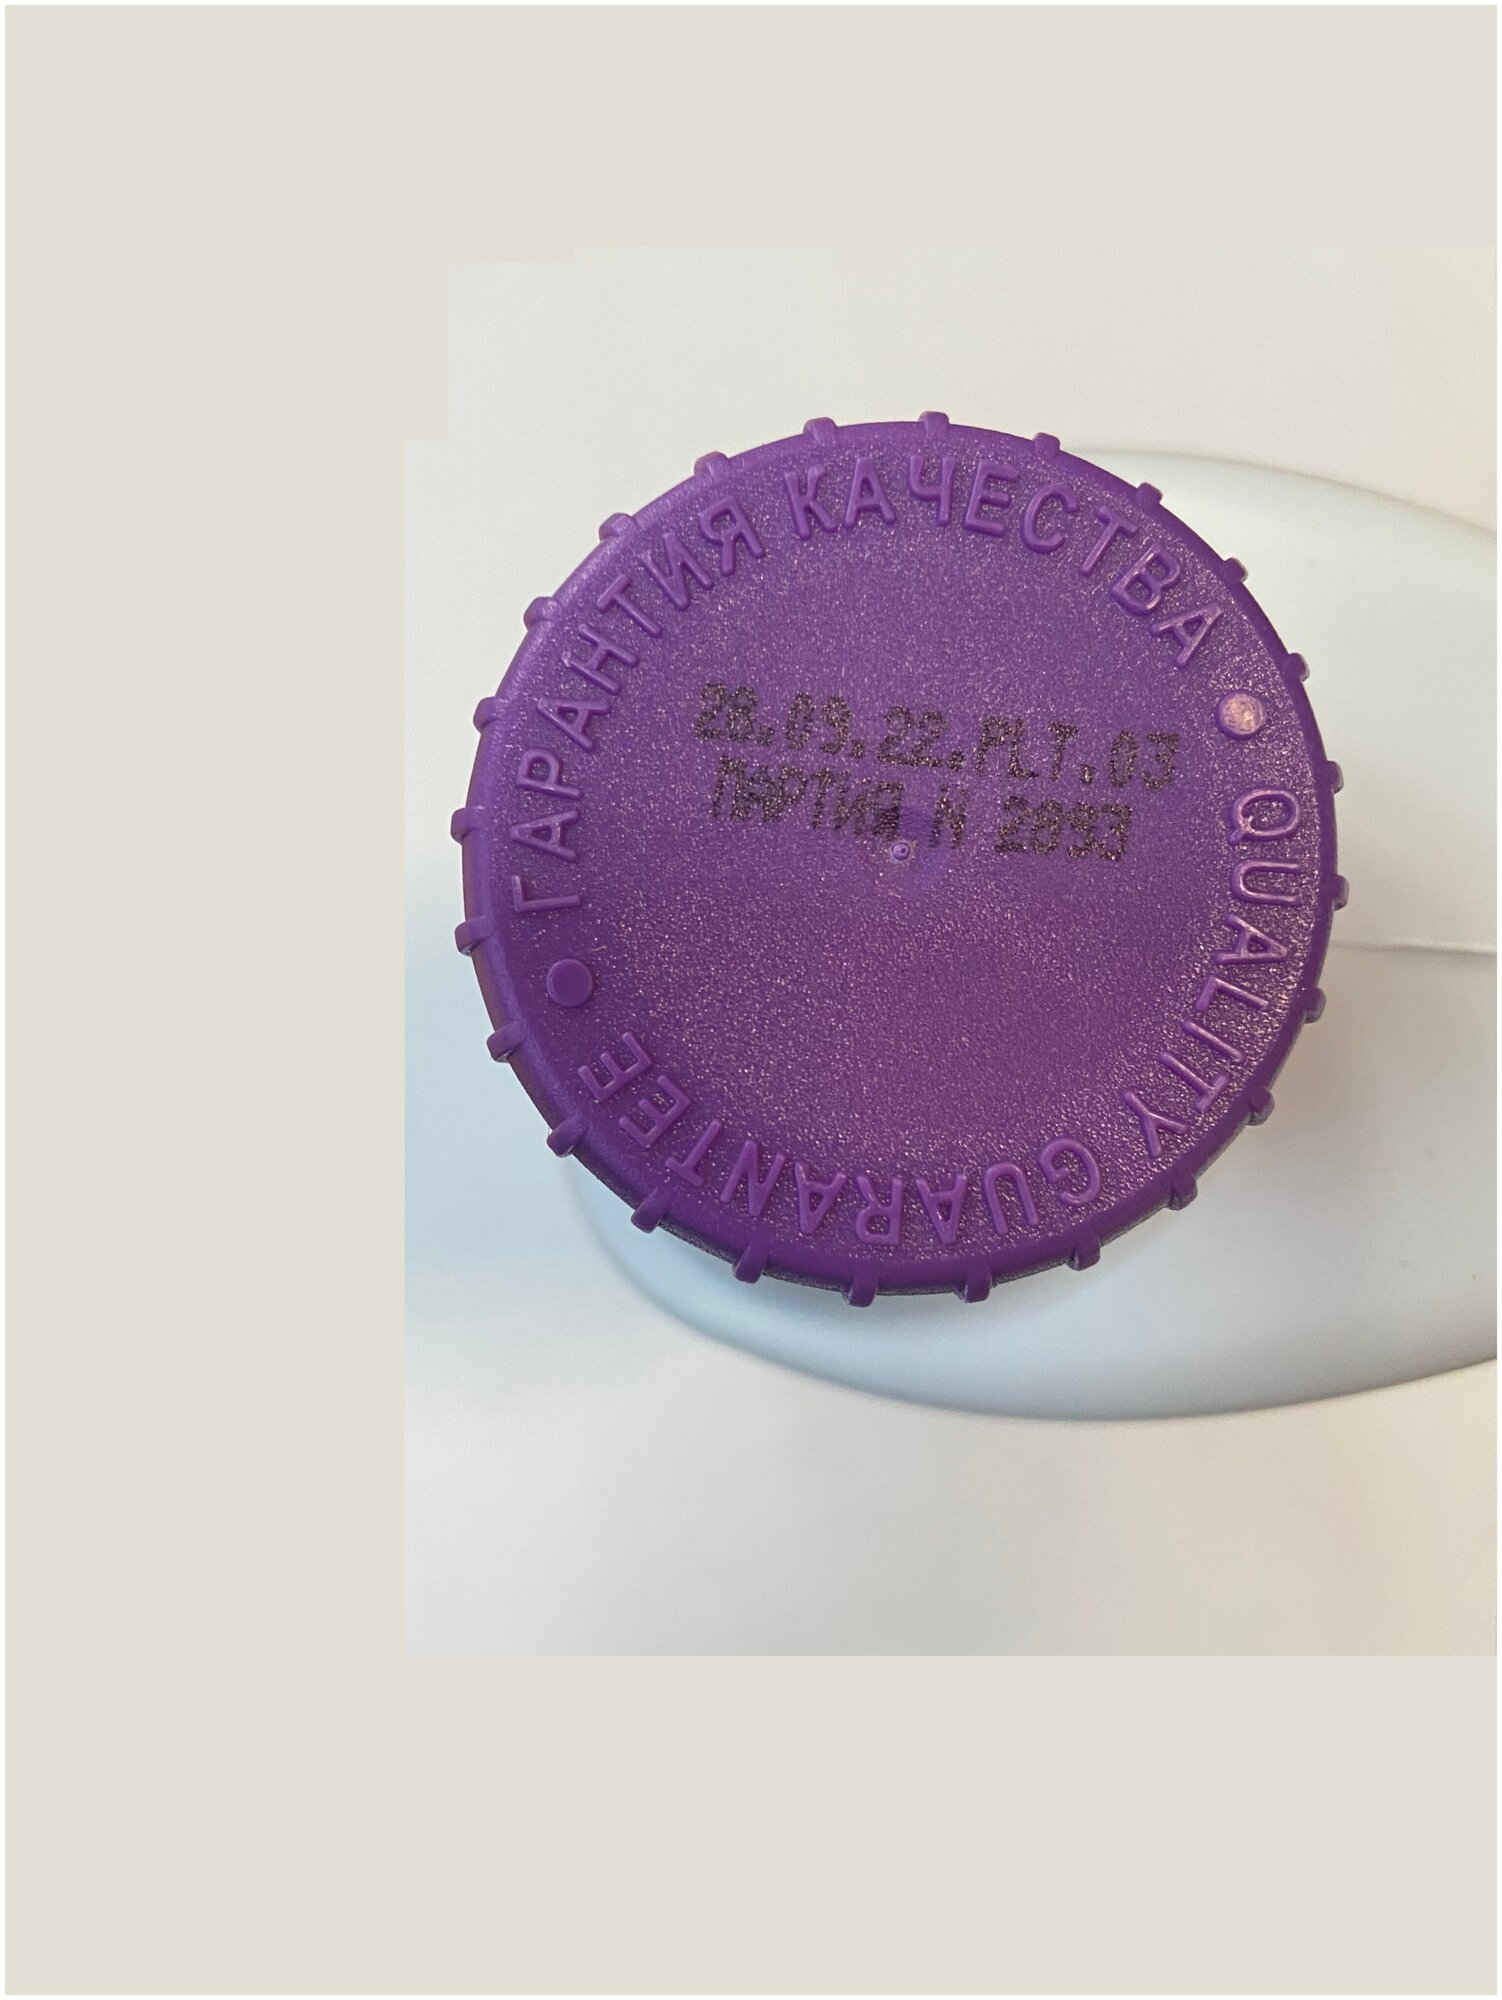 ГАРАНТИЯ КАЧЕСТВА
28.09.22.PLT.03
ПАРТИЯ N 2893
QUALITY GUARANTEE